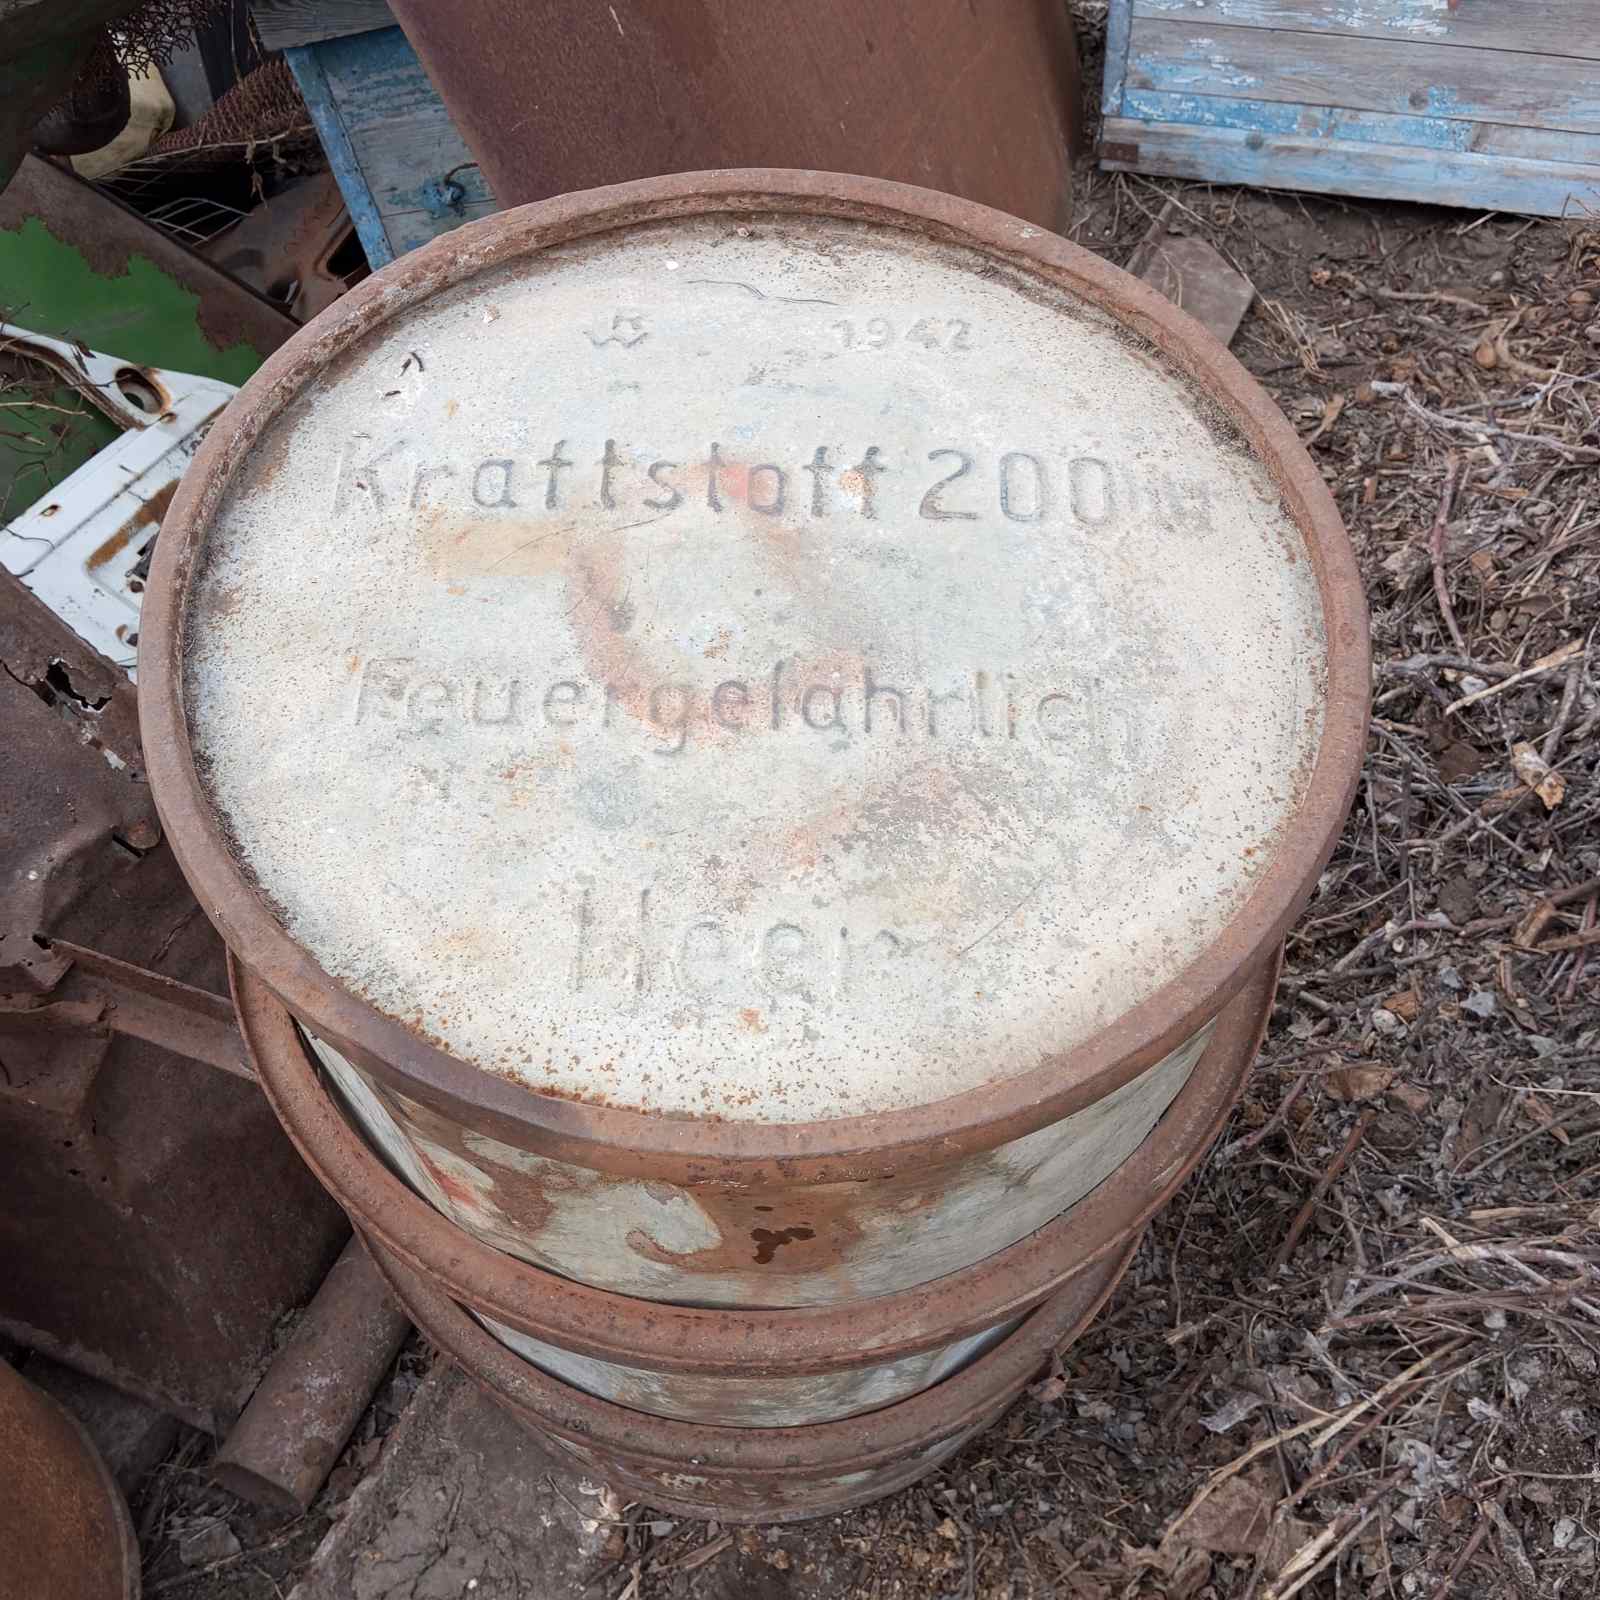 1942
Kraftstoff 200
Feuergefährlich
Heer